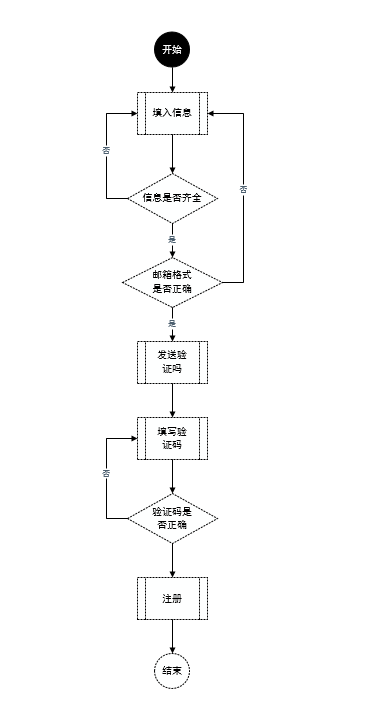 开始
填入信息
否
信息是否齐全
否
是
邮箱格式
是否正确
是
发送验
证吗
填写验
证码
否
验证码是
否正确
注册
结束